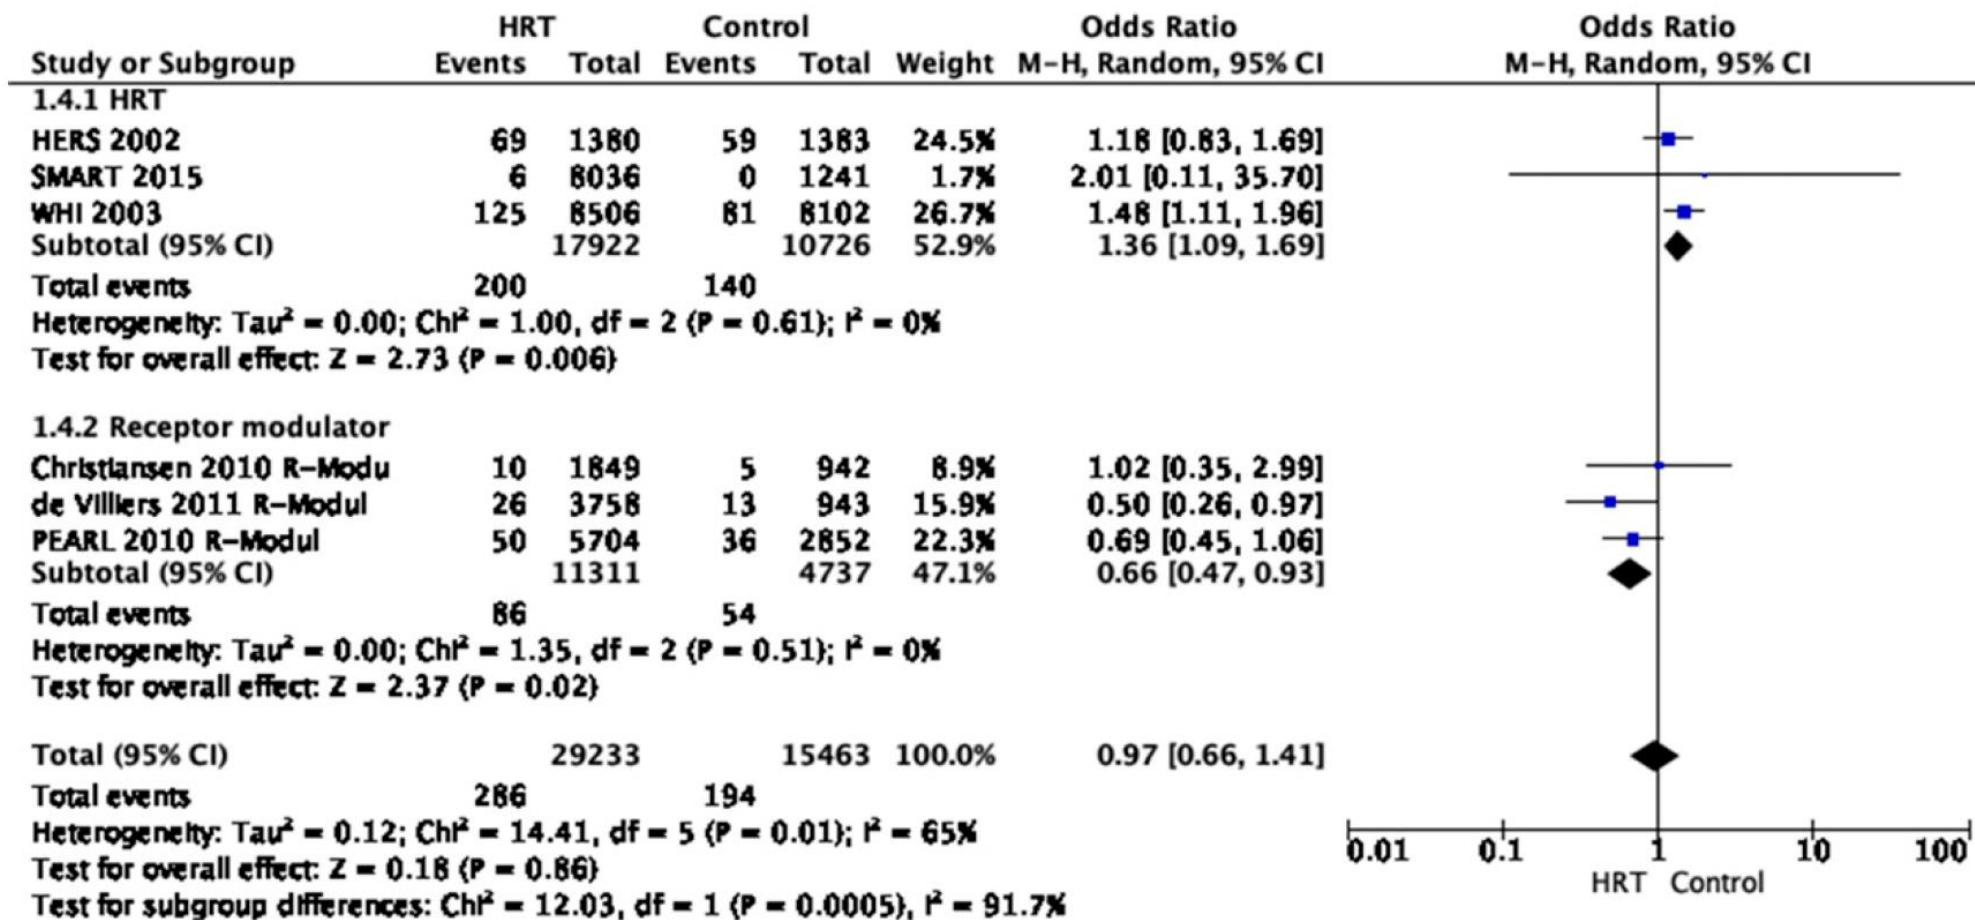 HRT Control Odds Ratio Odds Ratio
Study or Subgroup Events Total Events Total Weight M-H, Random, 95% CI M-H, Random, 95% CI
1.4.1 HRT
HERS 2002 69 1380 59 1383 24.5% 1.18 [0.83, 1.69]
SMART 2015 6 8036 0 1241 1.7% 2.01 [0.11, 35.70]
WHI 2003 125 8506 81 8102 26.7% 1.48 [1.11, 1.96]
Subtotal (95% CI) 17922 10726 52.9% 1.36 [1.09, 1.69]
Total events 200 140
Heterogeneity: Tau² = 0.00; Chi² = 1.00, df = 2 (P = 0.61); I² = 0%
Test for overall effect: Z = 2.73 (P = 0.006)
1.4.2 Receptor modulator
Christiansen 2010 R-Modu 10 1849 5 942 8.9% 1.02 [0.35, 2.99]
de Villiers 2011 R-Modul 26 3758 13 943 15.9% 0.50 [0.26, 0.97]
PEARL 2010 R-Modul 50 5704 36 2852 22.3% 0.69 [0.45, 1.06]
Subtotal (95% CI) 11311 4737 47.1% 0.66 [0.47, 0.93]
Total events 86 54
Heterogeneity: Tau² = 0.00; Chi² = 1.35, df = 2 (P = 0.51); I² = 0%
Test for overall effect: Z = 2.37 (P = 0.02)
Total (95% CI) 29233 15463 100.0% 0.97 [0.66, 1.41]
Total events 286 194
Heterogeneity: Tau² = 0.12; Chi² = 14.41, df = 5 (P = 0.01); I² = 65%
Test for overall effect: Z = 0.18 (P = 0.86)
Test for subgroup differences: Chi² = 12.03, df = 1 (P = 0.0005), I² = 91.7%
0.01 0.1 1 10 100
HRT Control